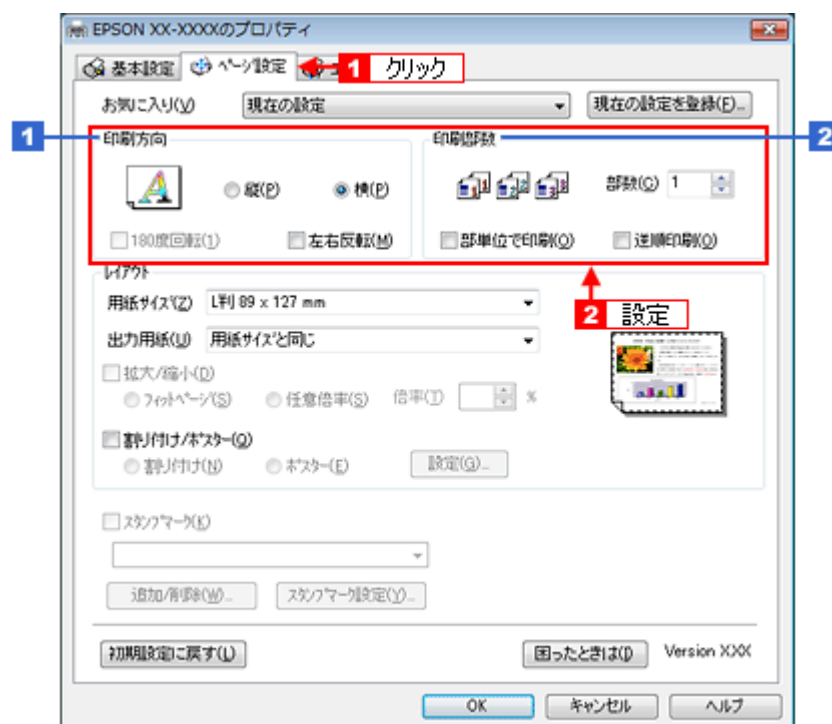 EPSON XX-XXXXのプロパティ
基本設定 ページ設定 1 クリック
お気に入り(V) 現在の設定 現在の設定を登録(F)...
1 印刷方向 印刷部数 2
縦(P) 横(P) 部数(C) 1
180度回転(1) 左右反転(M) 部単位で印刷(O) 逆順印刷(O)
レイアウト
2 設定
用紙サイズ(Z) L判 89 x 127 mm
出力用紙(U) 用紙サイズと同じ
拡大/縮小(D)
フィットページ(S) 任意倍率(S) 倍率(T) %
割り付け/ポスター(Q)
割り付け(N) ポスター(E) 設定(G)...
スタンプマーク(K)
追加/削除(W)... スタンプマーク設定(Y)...
初期設定に戻す(L) 困ったときは(I) Version X.XX
OK キャンセル ヘルプ